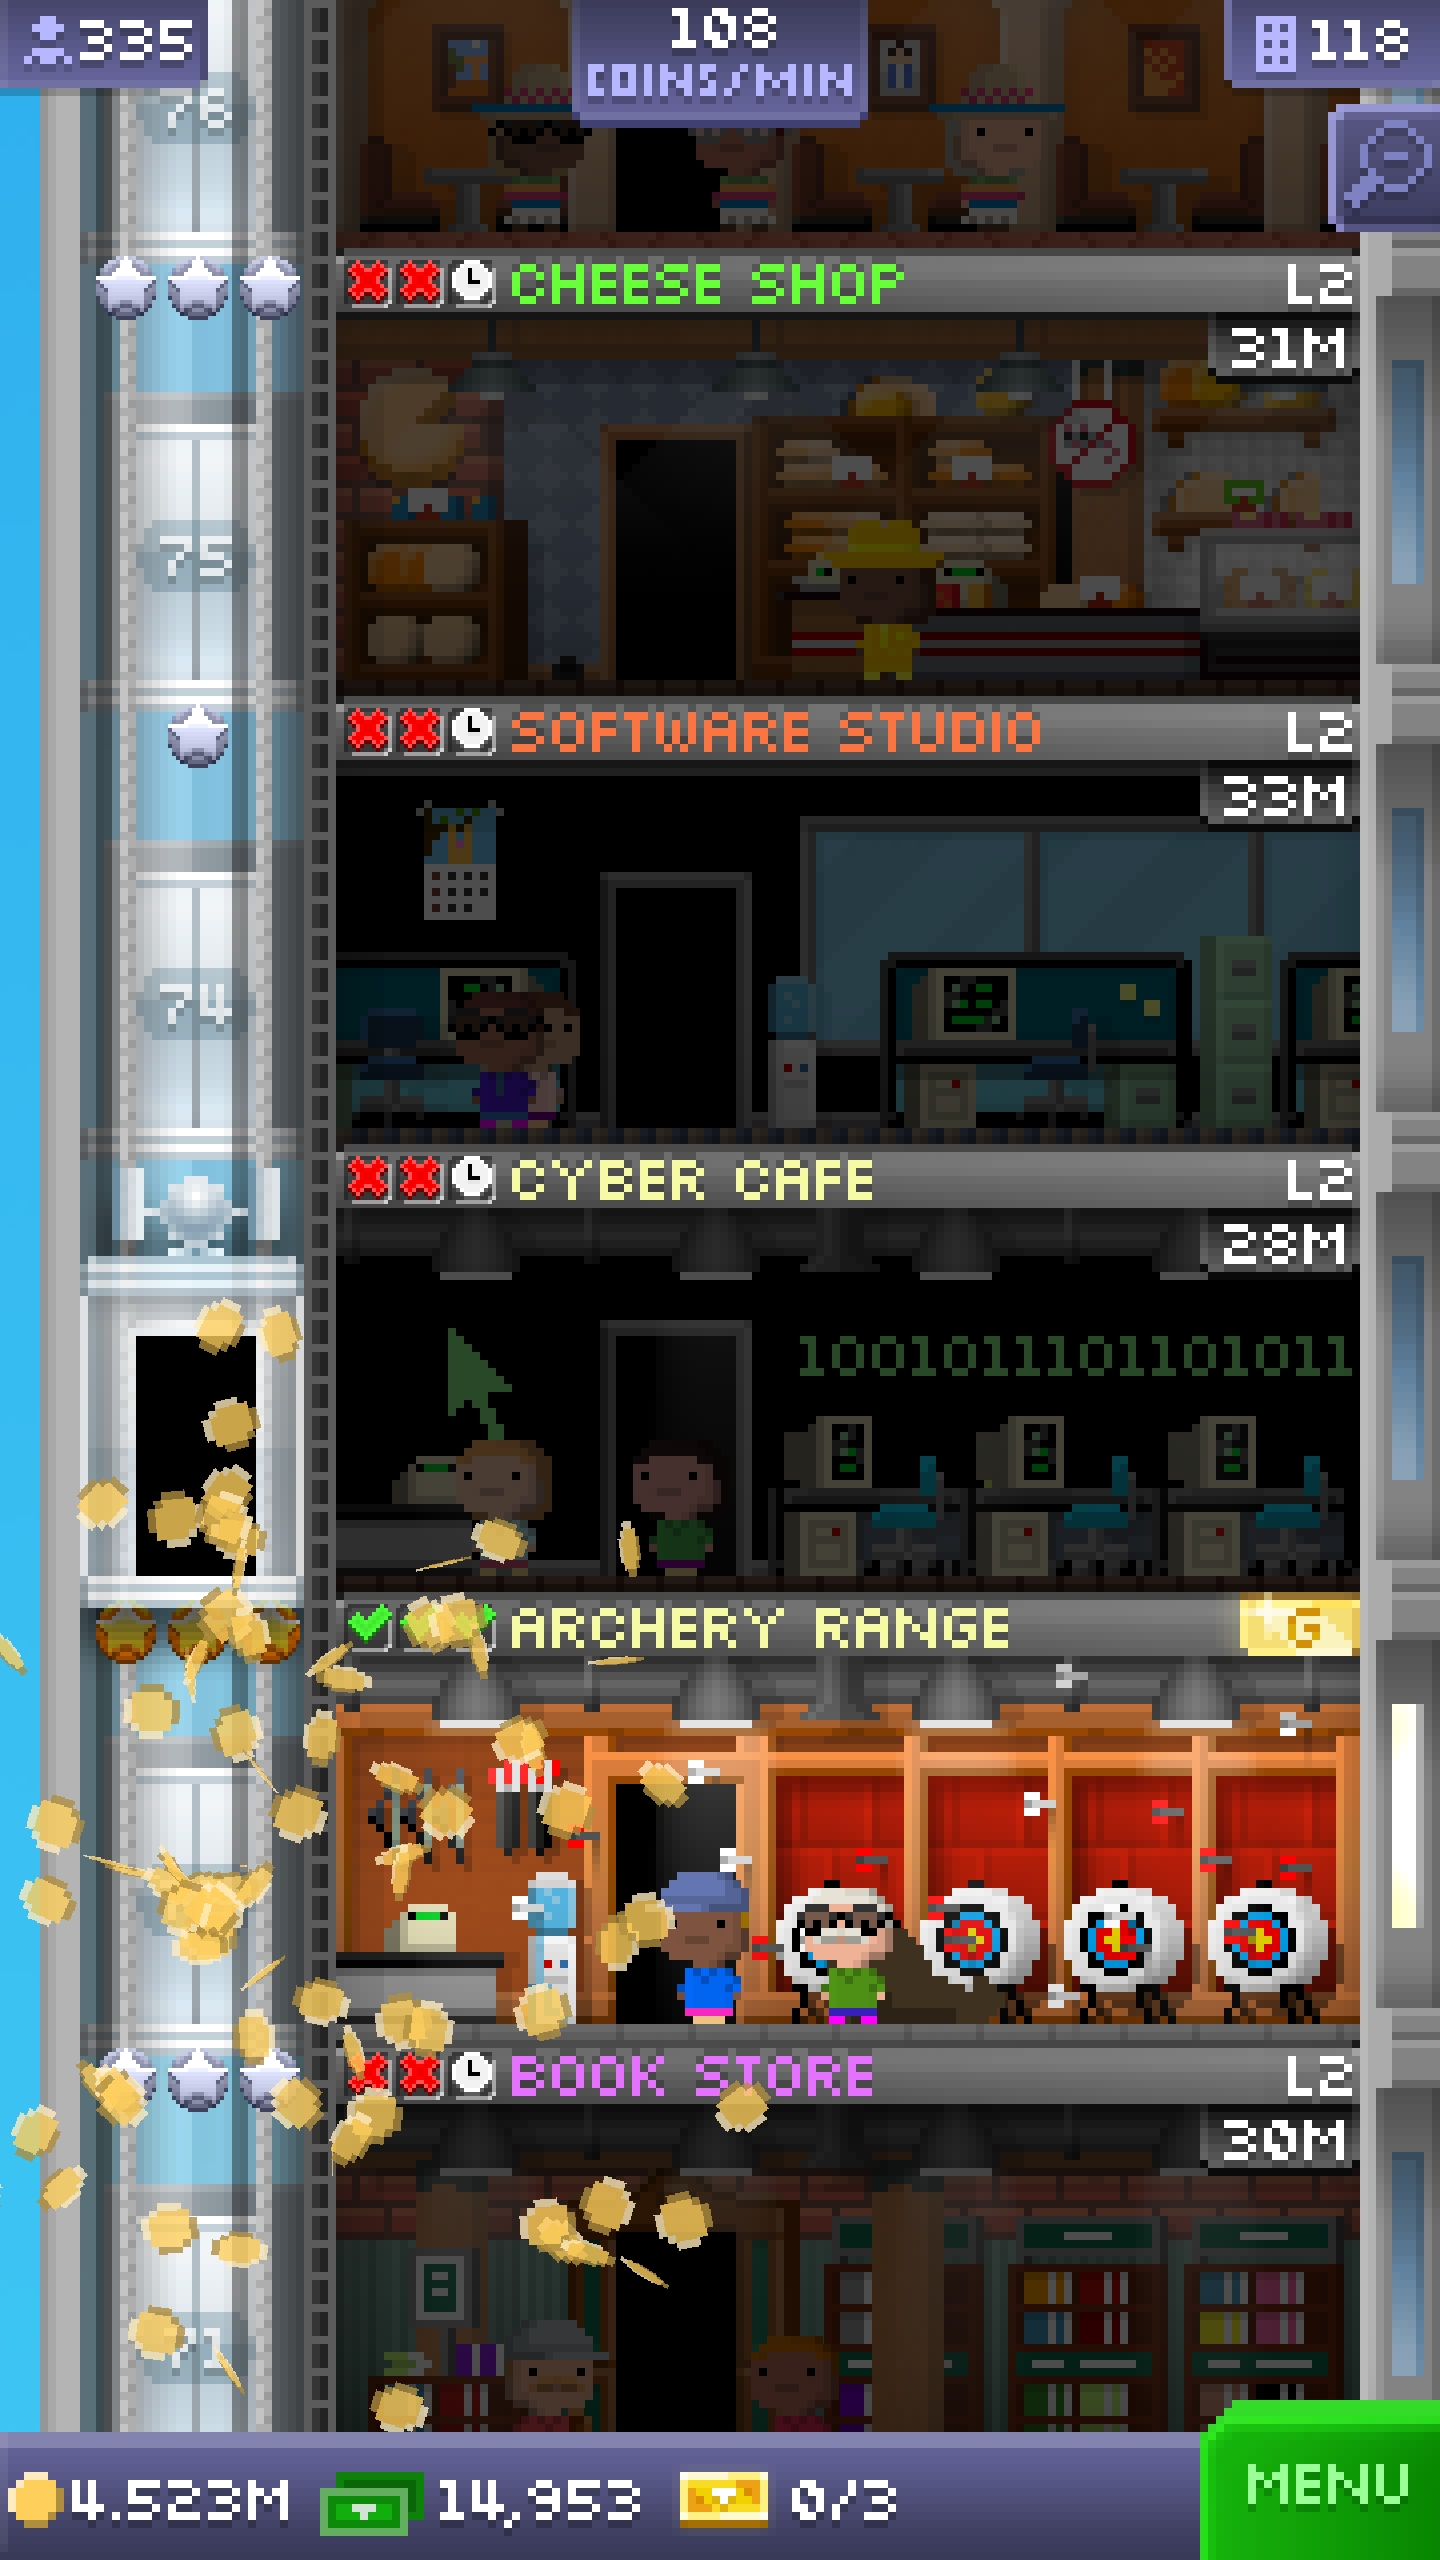 335
108
COINS/MIN
118
76
CHEESE SHOP L2
31M
75
SOFTWARE STUDIO L2
33M
74
CYBER CAFE L2
28M
1001011101101011
ARCHERY RANGE G
BOOK STORE L2
30M
71
4.523M 14,953 0/3 MENU